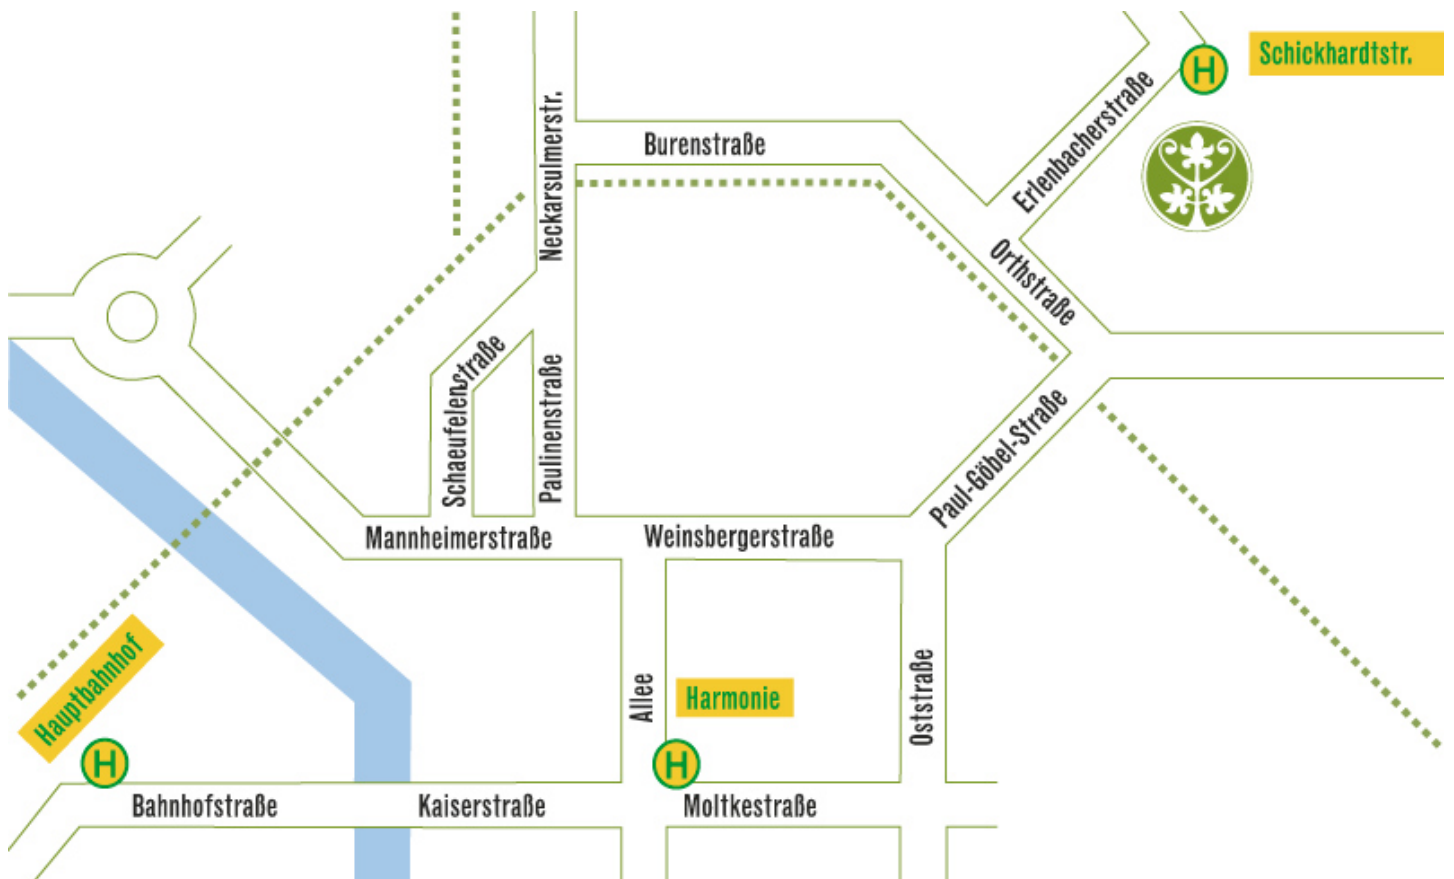 Schickhardtstr.
H
Erlenbacherstraße
Neckarsulmerstr.
Burenstraße
Orthstraße
Schaeufelenstraße
Paulinenstraße
Paul-Göbel-Straße
Mannheimerstraße
Weinsbergerstraße
Hauptbahnhof
H
Allee
Harmonie
H
Oststraße
Bahnhofstraße
Kaiserstraße
Moltkestraße